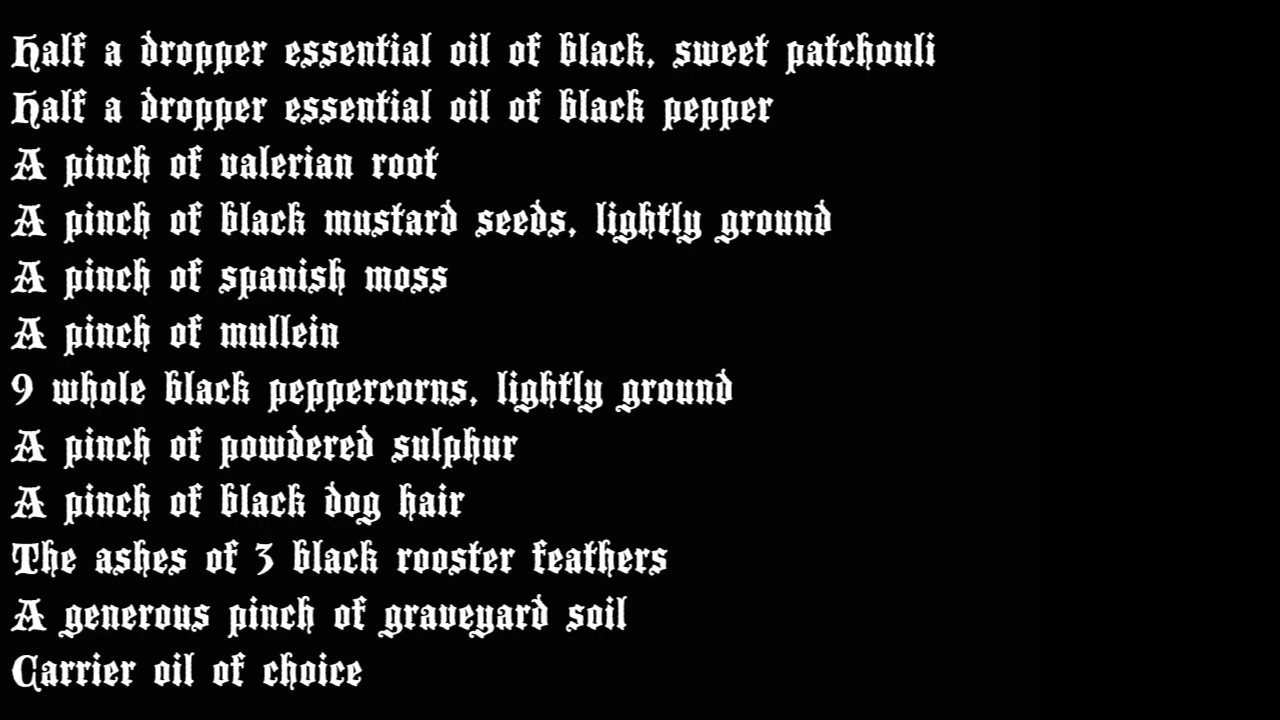 Half a dropper essential oil of black, sweet patchouli
Half a dropper essential oil of black pepper
A pinch of valerian root
A pinch of black mustard seeds, lightly ground
A pinch of spanish moss
A pinch of mullein
9 whole black peppercorns, lightly ground
A pinch of powdered sulphur
A pinch of black dog hair
The ashes of 3 black rooster feathers
A generous pinch of graveyard soil
Carrier oil of choice